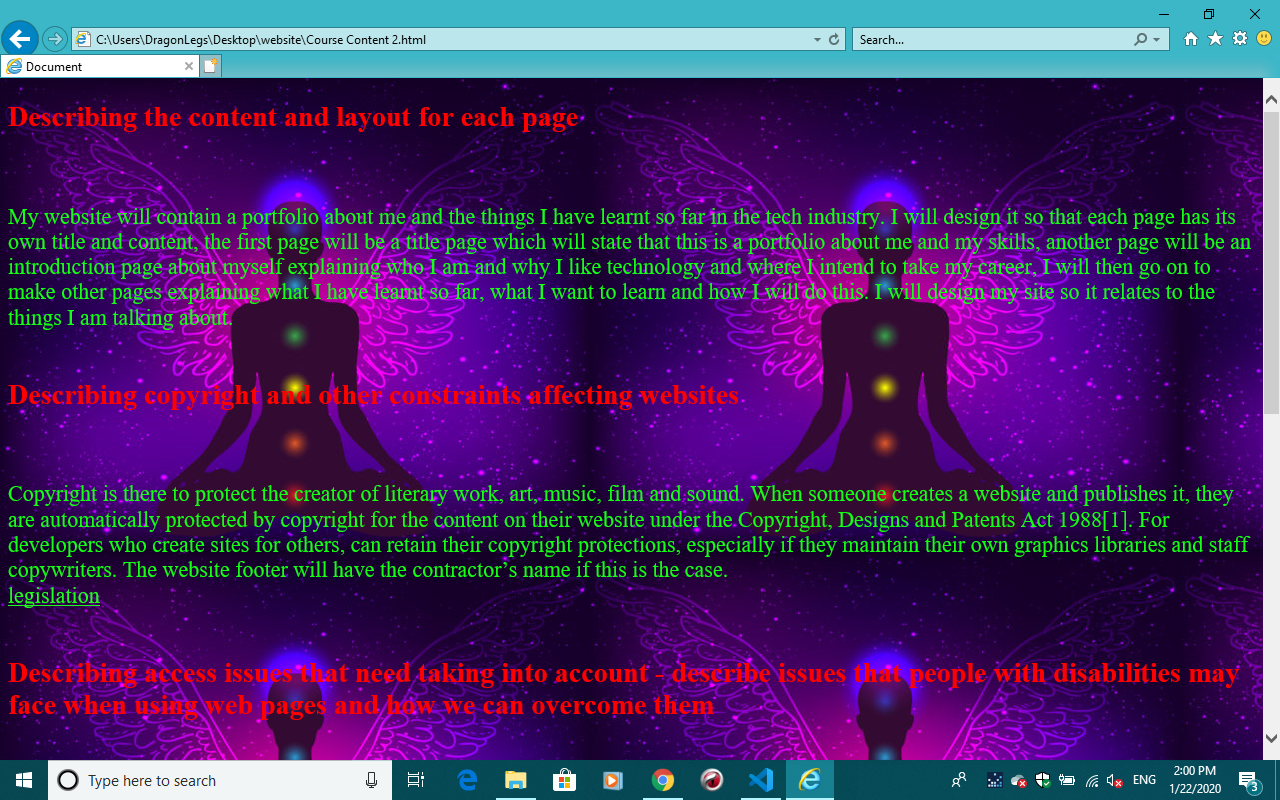 C:\Users\DragonLegs\Desktop\website\Course Content 2.html
Search...
Document
Describing the content and layout for each page
My website will contain a portfolio about me and the things I have learnt so far in the tech industry. I will design it so that each page has its
own title and content, the first page will be a title page which will state that this is a portfolio about me and my skills, another page will be an
introduction page about myself explaining who I am and why I like technology and where I intend to take my career, I will then go on to
make other pages explaining what I have learnt so far, what I want to learn and how I will do this. I will design my site so it relates to the
things I am talking about.
Describing copyright and other constraints affecting websites
Copyright is there to protect the creator of literary work, art, music, film and sound. When someone creates a website and publishes it, they
are automatically protected by copyright for the content on their website under the Copyright, Designs and Patents Act 1988[1]. For
developers who create sites for others, can retain their copyright protections, especially if they maintain their own graphics libraries and staff
copywriters. The website footer will have the contractor’s name if this is the case.
legislation
Describing access issues that need taking into account - describe issues that people with disabilities may
face when using web pages and how we can overcome them
Type here to search
ENG
2:00 PM
1/22/2020
3